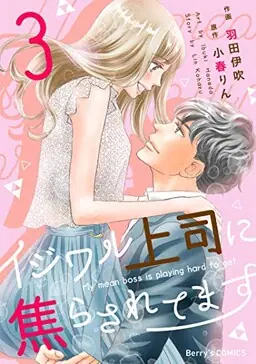 3
作画 羽田伊吹
Art by Ibuki Haneda
原作 小春りん
Story by Lin Koharu
イジワル上司に
My mean boss is playing hard to get
焦らされてます
Berry's COMICS